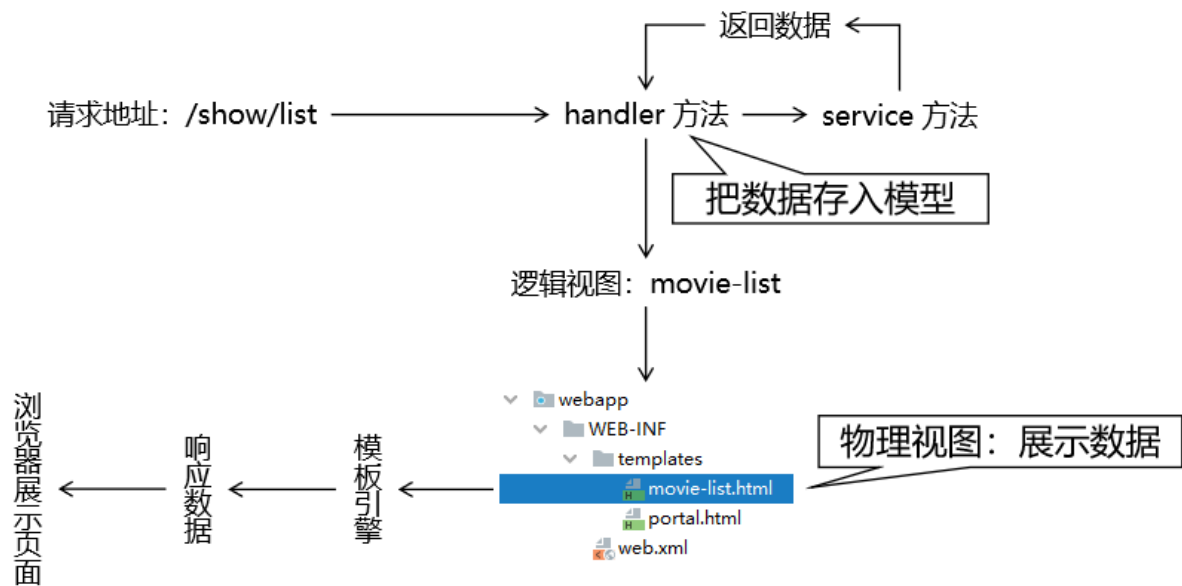 返回数据
请求地址：/show/list
handler 方法
service 方法
把数据存入模型
逻辑视图：movie-list
webapp
WEB-INF
templates
movie-list.html
portal.html
web.xml
物理视图：展示数据
模板引擎
响应数据
浏览器展示页面